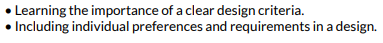 • Learning the importance of a clear design criteria.
• Including individual preferences and requirements in a design.